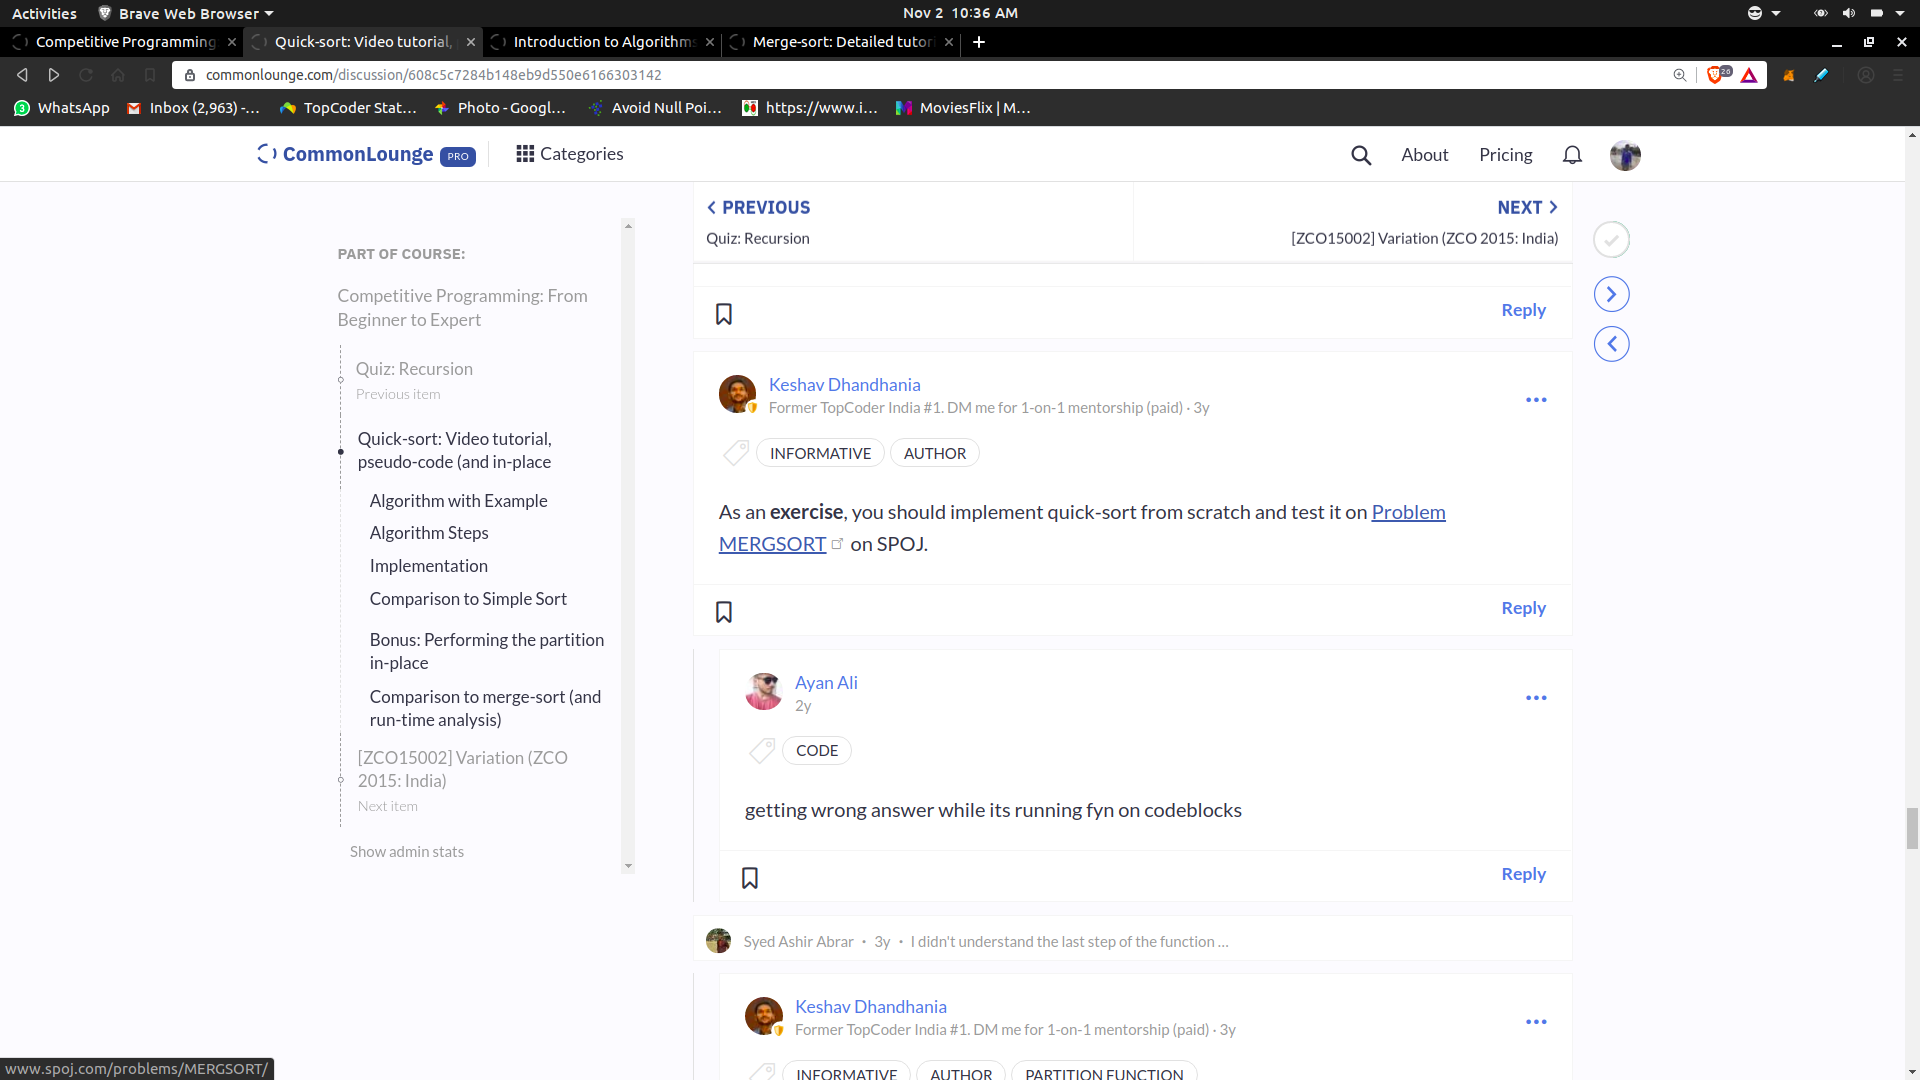 Activities
Brave Web Browser
Nov 2 10:36 AM
Competitive Programming:
Quick-sort: Video tutorial,
Introduction to Algorithms
Merge-sort: Detailed tutori
commonlounge.com/discussion/608c5c7284b148eb9d550e6166303142
26
3
WhatsApp
Inbox (2,963) -...
TopCoder Stat...
Photo - Googl...
Avoid Null Poi...
https://www.i...
MoviesFlix | M...
CommonLounge PRO
Categories
About
Pricing
PREVIOUS
Quiz: Recursion
NEXT
[ZCO15002] Variation (ZCO 2015: India)
PART OF COURSE:
Competitive Programming: From
Beginner to Expert
Quiz: Recursion
Previous item
Quick-sort: Video tutorial,
pseudo-code (and in-place
Algorithm with Example
Algorithm Steps
Implementation
Comparison to Simple Sort
Bonus: Performing the partition
in-place
Comparison to merge-sort (and
run-time analysis)
[ZCO15002] Variation (ZCO
2015: India)
Next item
Show admin stats
Reply
Keshav Dhandhania
Former TopCoder India #1. DM me for 1-on-1 mentorship (paid) · 3y
INFORMATIVE
AUTHOR
As an exercise, you should implement quick-sort from scratch and test it on Problem
MERGSORT on SPOJ.
Reply
Ayan Ali
2y
CODE
getting wrong answer while its running fyn on codeblocks
Reply
Syed Ashir Abrar · 3y · I didn't understand the last step of the function ...
Keshav Dhandhania
Former TopCoder India #1. DM me for 1-on-1 mentorship (paid) · 3y
INFORMATIVE
AUTHOR
PARTITION FUNCTION
www.spoj.com/problems/MERGSORT/